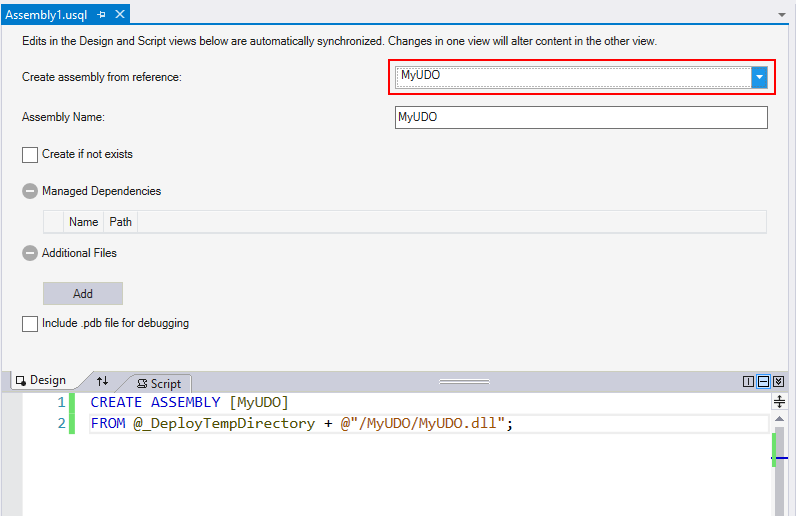 Assembly1.usql
Edits in the Design and Script views below are automatically synchronized. Changes in one view will alter content in the other view.
Create assembly from reference: MyUDO
Assembly Name: MyUDO
Create if not exists
Managed Dependencies
Name Path
Additional Files
Add
Include .pdb file for debugging
Design Script
1 CREATE ASSEMBLY [MyUDO]
2 FROM @_DeployTempDirectory + @"/MyUDO/MyUDO.dll";